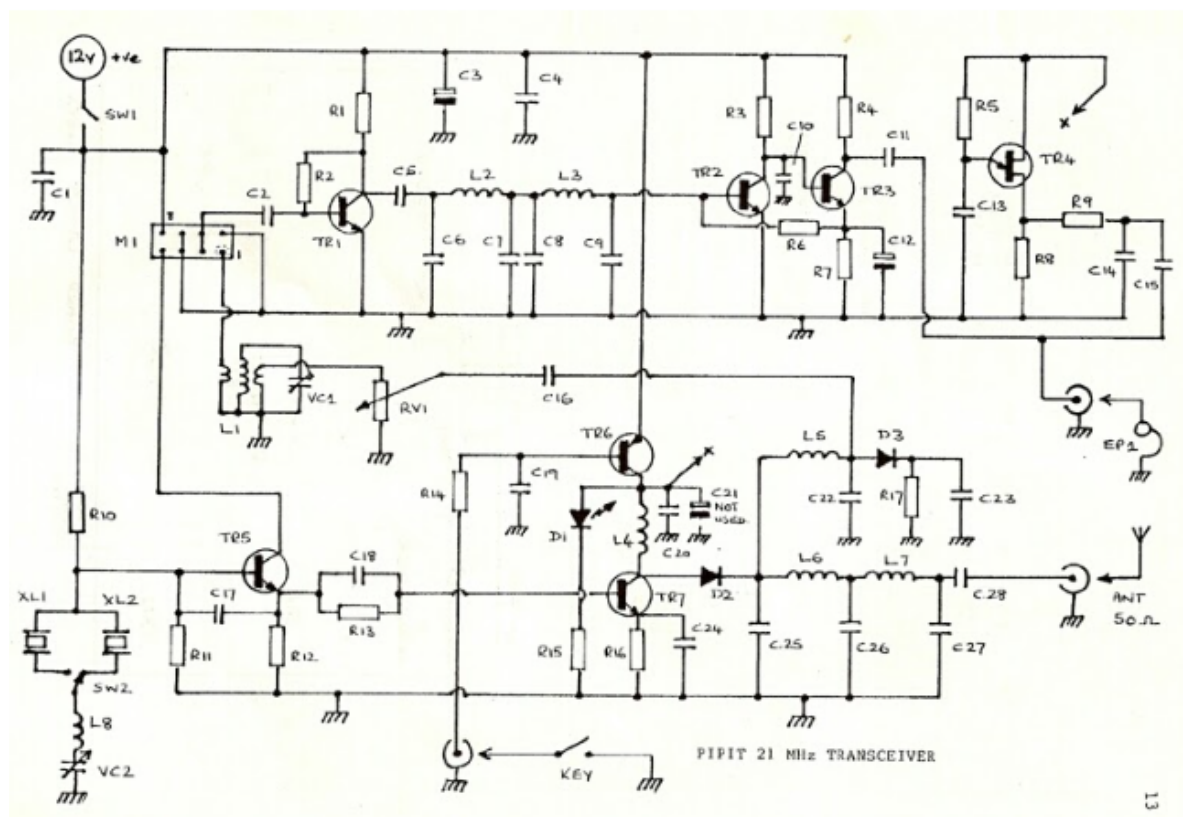 12V +ve
SW1
C1
R1
C3
C4
R3
R4
C10
C11
R5
x
TR4
R2
C5
L2
L3
TR2
TR3
C2
TR1
C13
R9
M1
8
1
C6
C7
C8
C9
R6
R7
C12
R8
C14
C15
VC1
L1
RV1
C16
EP1
TR6
x
L5
D3
R14
C19
C21
NOT
USED
C22
R17
C23
R10
D1
L4
C20
TR5
C18
L6
L7
XL1
XL2
C17
R13
TR7
D2
C28
ANT
50Ω
R11
R12
R15
R16
C24
C25
C26
C27
SW2
L8
VC2
KEY
PIPIT 21 MHz TRANSCEIVER
13